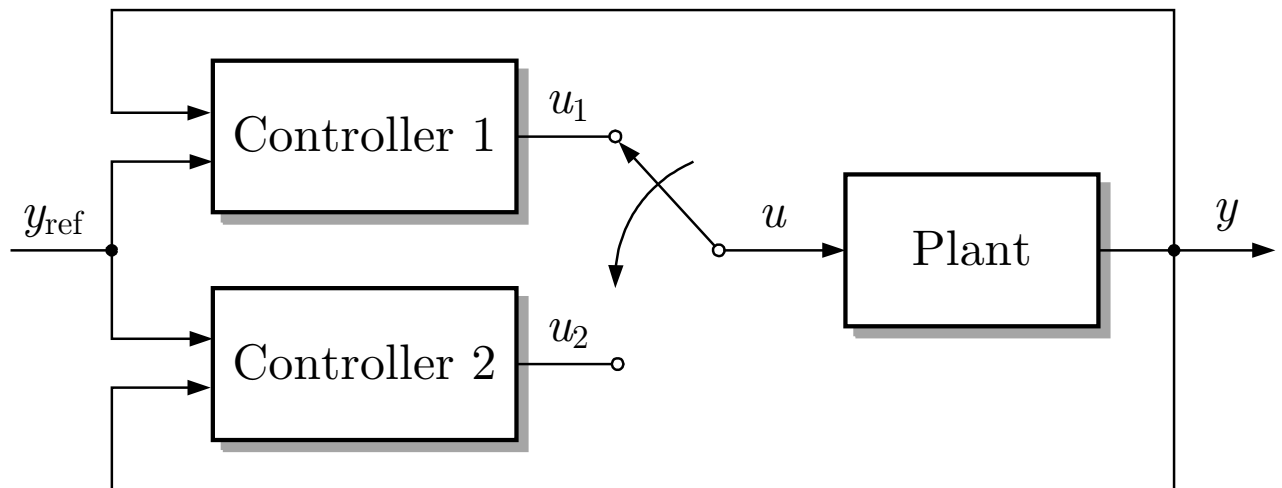 u₁
Controller 1
y_ref
u
y
Plant
u₂
Controller 2